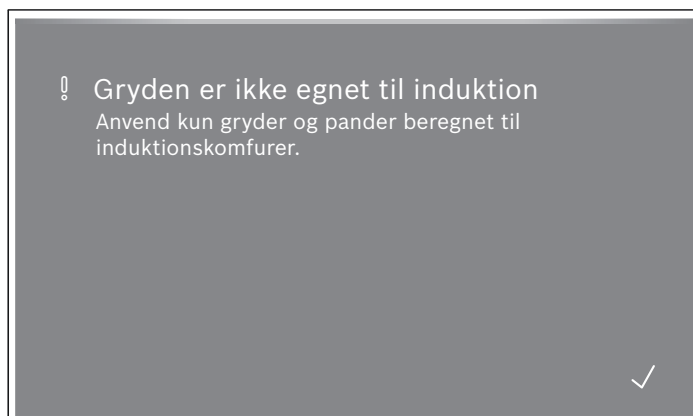 Gryden er ikke egnet til induktion
Anvend kun gryder og pander beregnet til
induktionskomfurer.